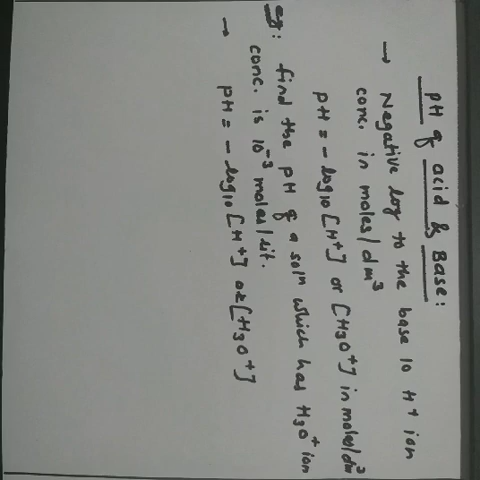 pH of acid & Base:
→ Negative log to the base 10 H+ ion
conc. in moles/dm³
pH = - log10 [H+] or [H3O+] in moles/dm³
eg: find the pH of a soln which has H3O+ ion
conc. is 10⁻³ moles/lit.
→ pH = - log10 [H+] or [H3O+]